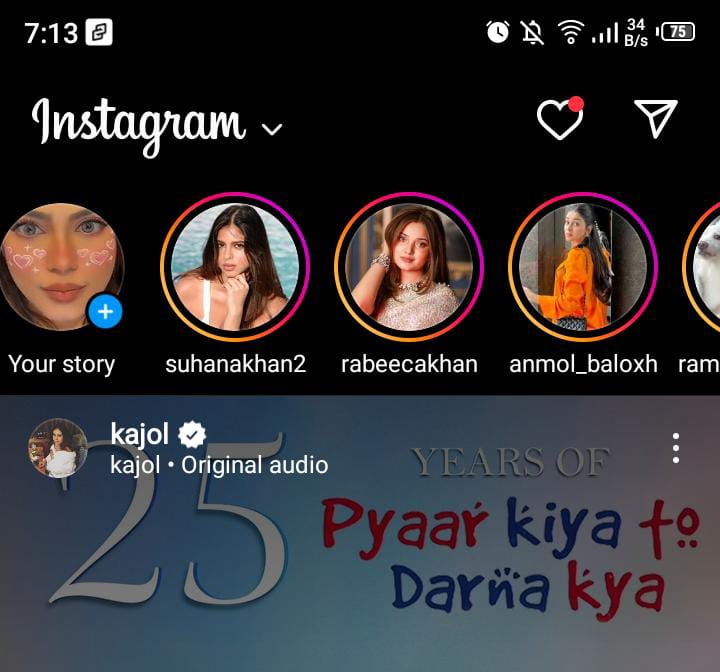 7:13
34
B/s
75
Instagram
Your story
suhanakhan2
rabeecakhan
anmol_baloxh
ram
kajol
kajol • Original audio
25
YEARS OF
Pyaar kiya to
Darna kya